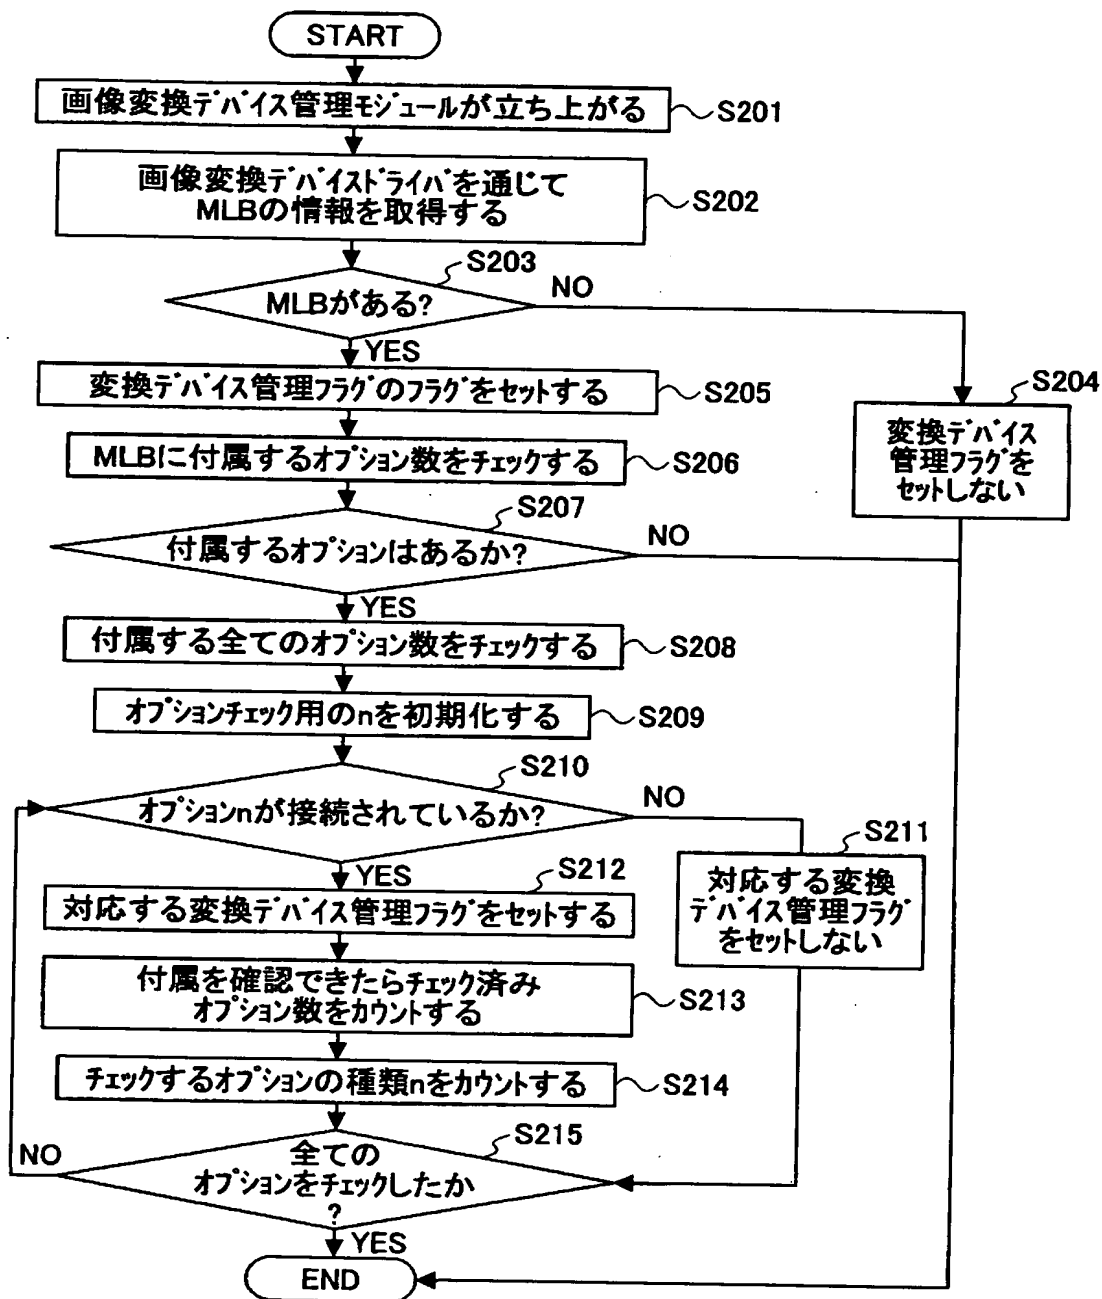 START
画像変換デバイス管理モジュールが立ち上がる
S201
画像変換デバイスドライバを通じて
MLBの情報を取得する
S202
S203
MLBがある?
NO
YES
変換デバイス管理フラグのフラグをセットする
S205
S204
変換デバイス
管理フラグを
セットしない
MLBに付属するオプション数をチェックする
S206
S207
付属するオプションはあるか?
NO
YES
付属する全てのオプション数をチェックする
S208
オプションチェック用のnを初期化する
S209
S210
オプションnが接続されているか?
NO
YES
S211
対応する変換
デバイス管理フラグ
をセットしない
S212
対応する変換デバイス管理フラグをセットする
付属を確認できたらチェック済み
オプション数をカウントする
S213
チェックするオプションの種類nをカウントする
S214
S215
全ての
オプションをチェックしたか
?
NO
YES
END